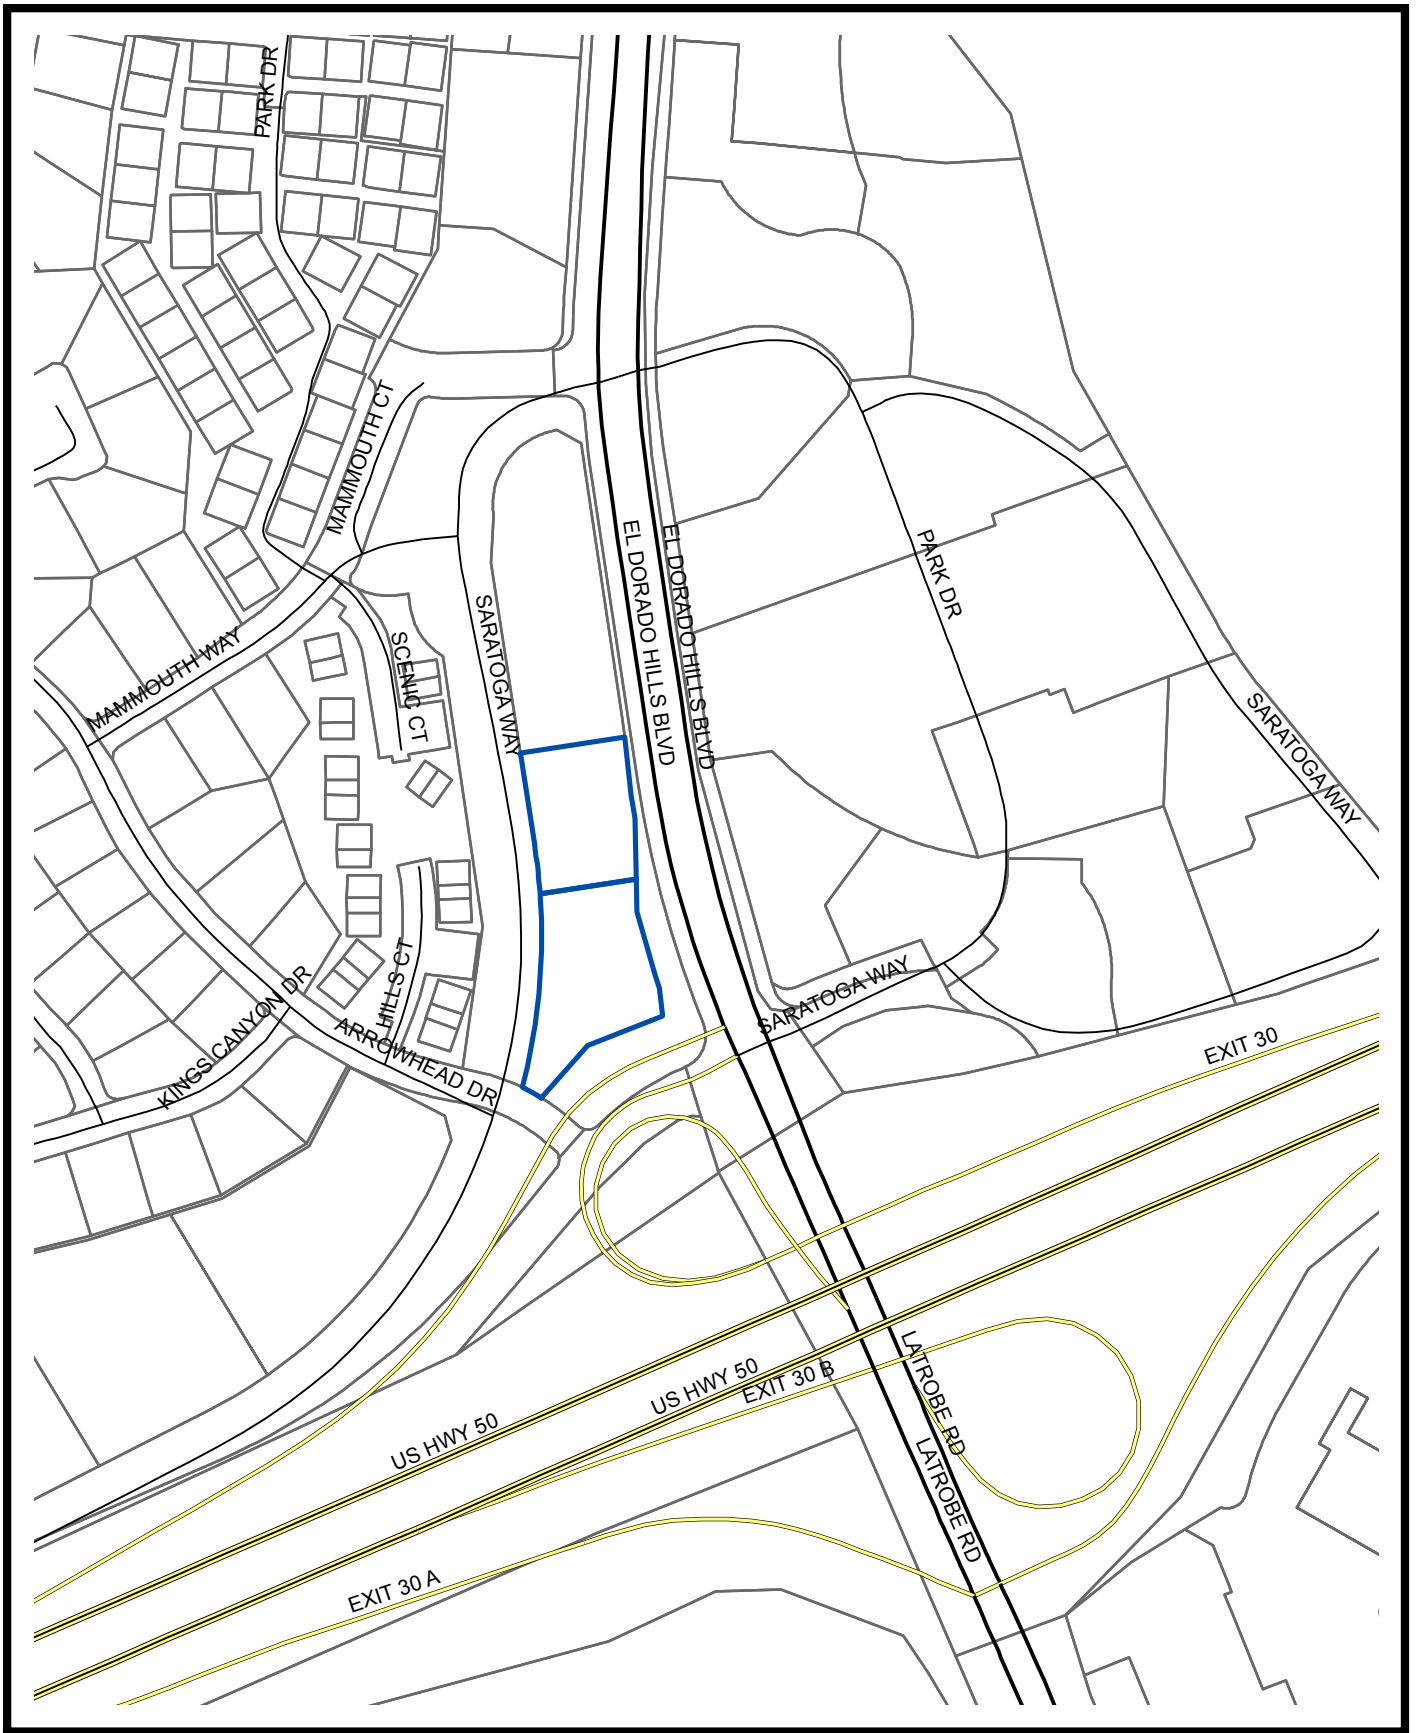 PARK DR
MAMMOUTH CT
EL DORADO HILLS BLVD
EL DORADO HILLS BLVD
PARK DR
SARATOGA WAY
SCENIC CT
MAMMOUTH WAY
SARATOGA WAY
HILLS CT
KINGS CANYON DR
ARROWHEAD DR
SARATOGA WAY
EXIT 30
US HWY 50
EXIT 30 B
US HWY 50
LATROBE RD
LATROBE RD
EXIT 30 A